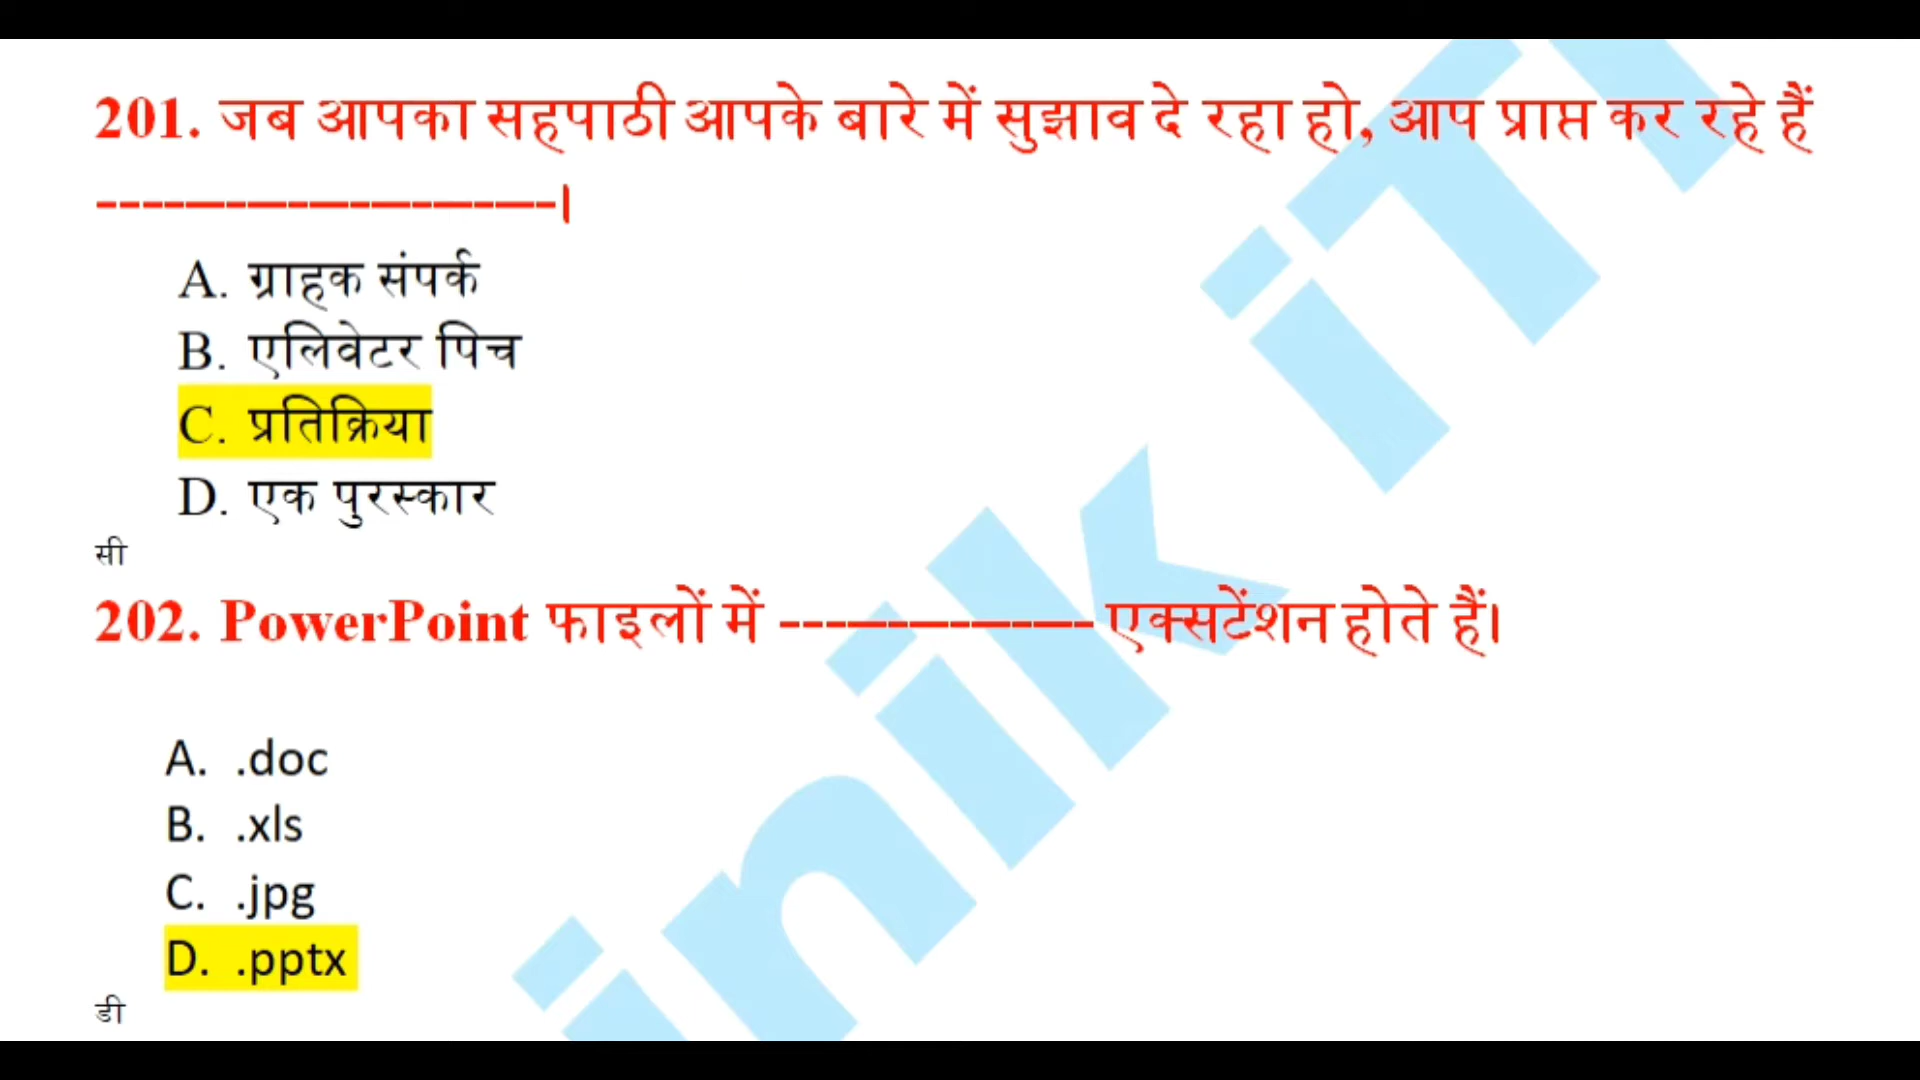 201. जब आपका सहपाठी आपके बारे में सुझाव दे रहा हो, आप प्राप्त कर रहे हैं
----------------------।
A. ग्राहक संपर्क
B. एलिवेटर पिच
C. प्रतिक्रिया
D. एक पुरस्कार
सी
202. PowerPoint फाइलों में --------------- एक्सटेंशन होते हैं।
A. .doc
B. .xls
C. .jpg
D. .pptx
डी